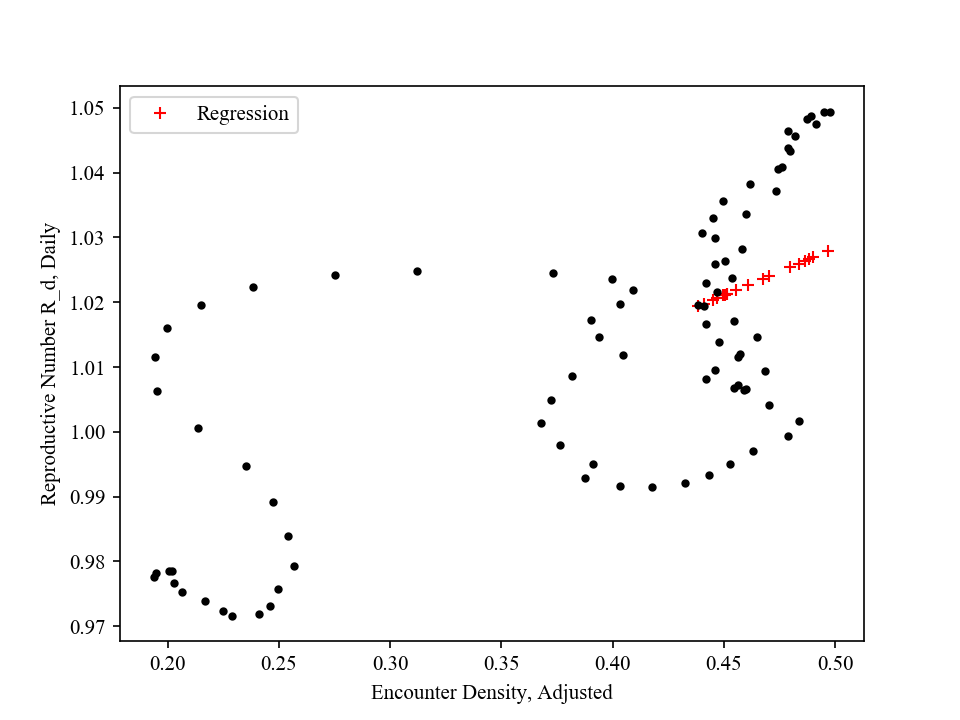 Regression
1.05
1.04
1.03
1.02
1.01
1.00
0.99
0.98
0.97
Reproductive Number R_d, Daily
0.20 0.25 0.30 0.35 0.40 0.45 0.50
Encounter Density, Adjusted